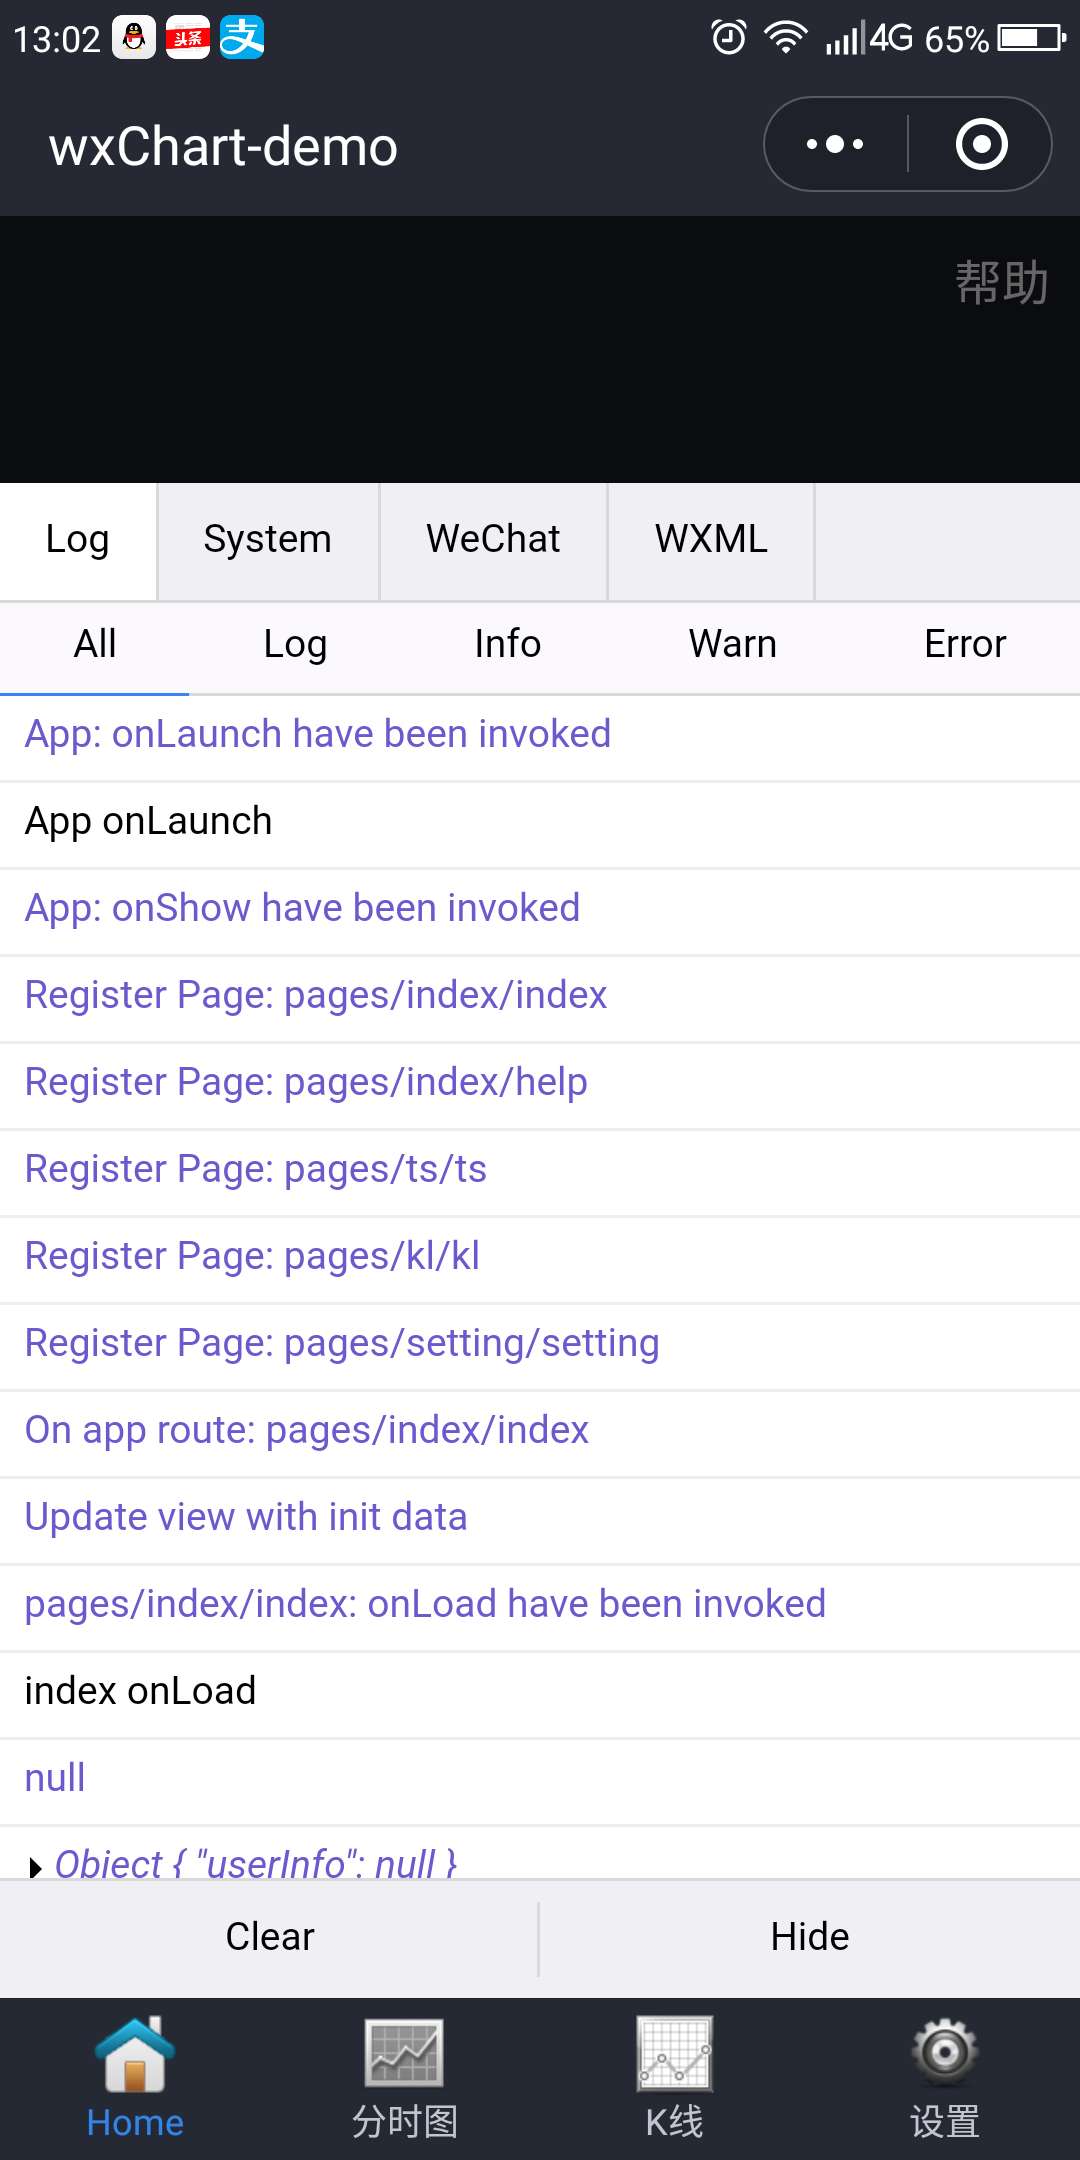 13:02 头条 支 4G 65%
wxChart-demo
帮助
Log System WeChat WXML
All Log Info Warn Error
App: onLaunch have been invoked
App onLaunch
App: onShow have been invoked
Register Page: pages/index/index
Register Page: pages/index/help
Register Page: pages/ts/ts
Register Page: pages/kl/kl
Register Page: pages/setting/setting
On app route: pages/index/index
Update view with init data
pages/index/index: onLoad have been invoked
index onLoad
null
Object { "userInfo": null }
Clear Hide
Home 分时图 K线 设置